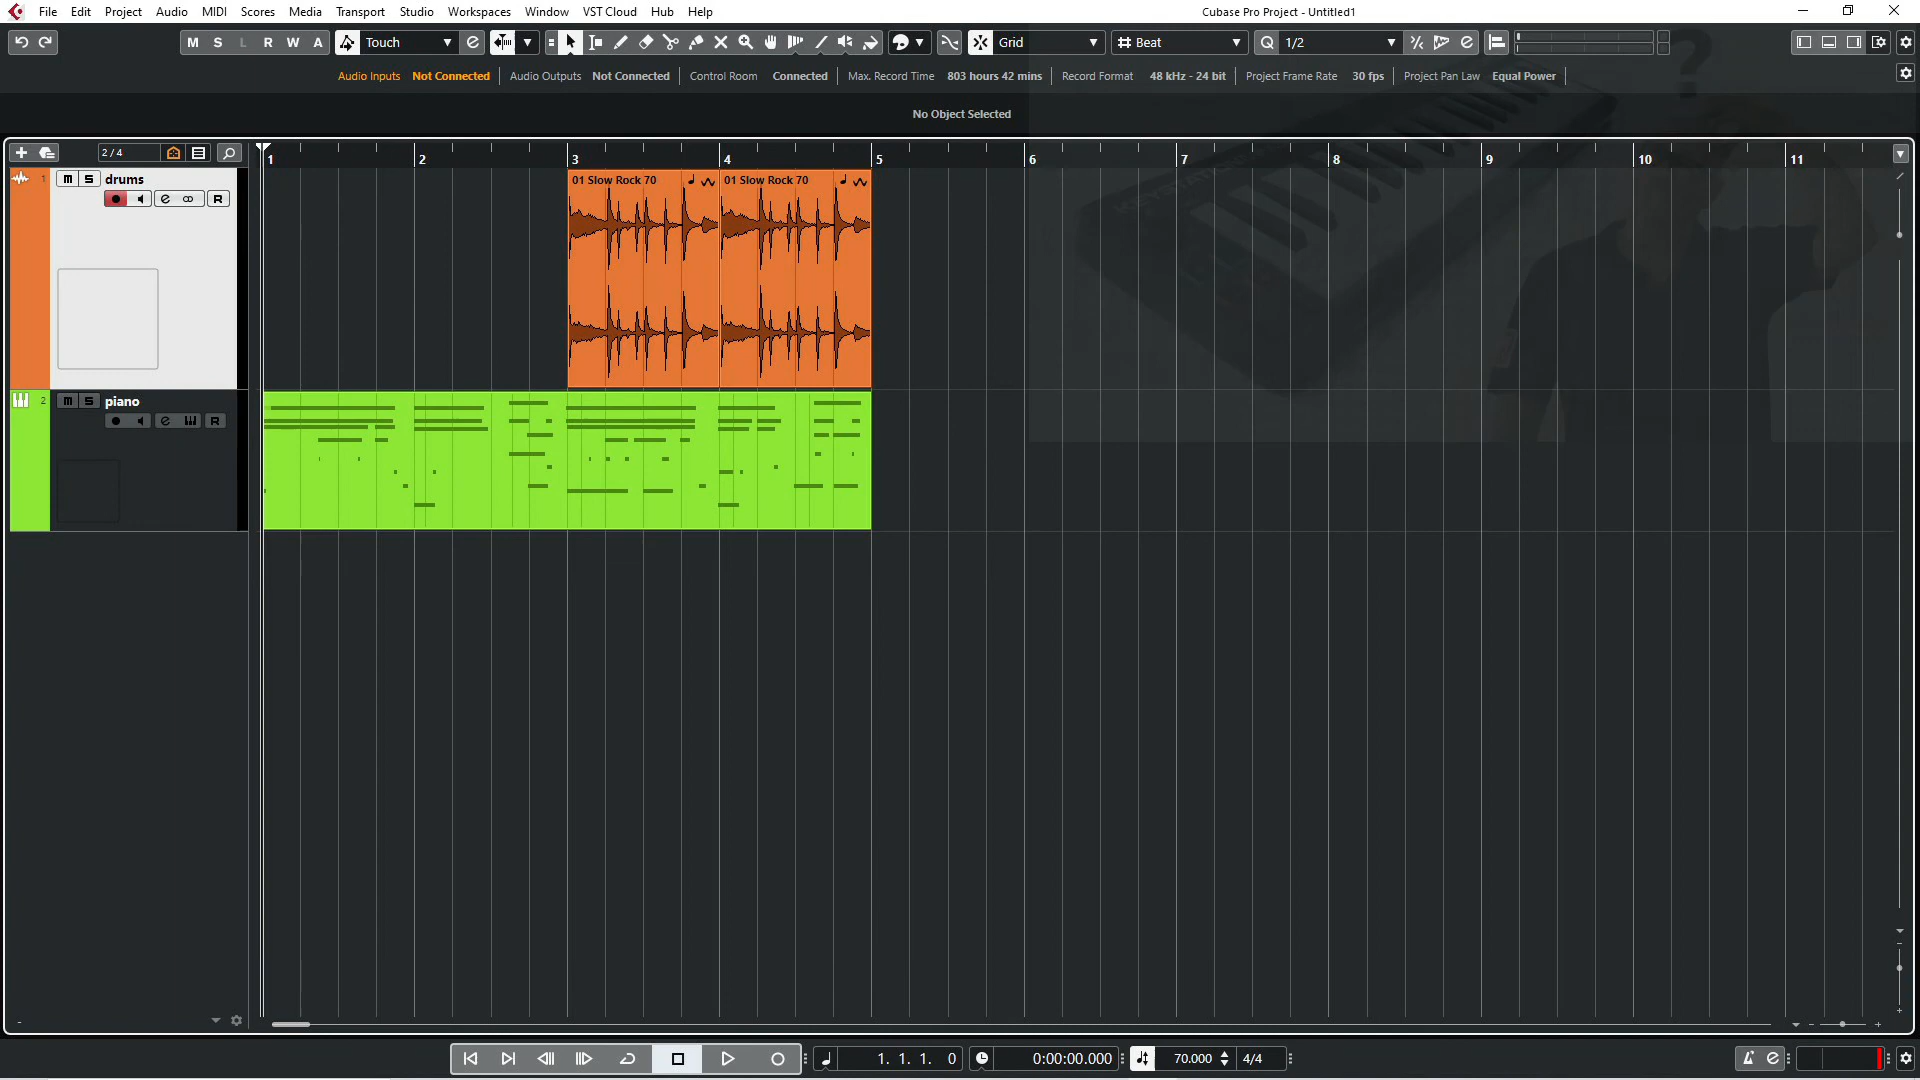 File Edit Project Audio MIDI Scores Media Transport Studio Workspaces Window VST Cloud Hub Help Cubase Pro Project - Untitled1
M S L R W A Touch Grid Beat Q 1/2
Audio Inputs Not Connected Audio Outputs Not Connected Control Room Connected Max. Record Time 803 hours 42 mins Record Format 48 kHz - 24 bit Project Frame Rate 30 fps Project Pan Law Equal Power
No Object Selected
2 / 4 1 2 3 4 5 6 7 8 9 10 11
1 m S drums 01 Slow Rock 70 01 Slow Rock 70
e R
2 m S piano
e R
1. 1. 1. 0 0:00:00.000 70.000 4/4